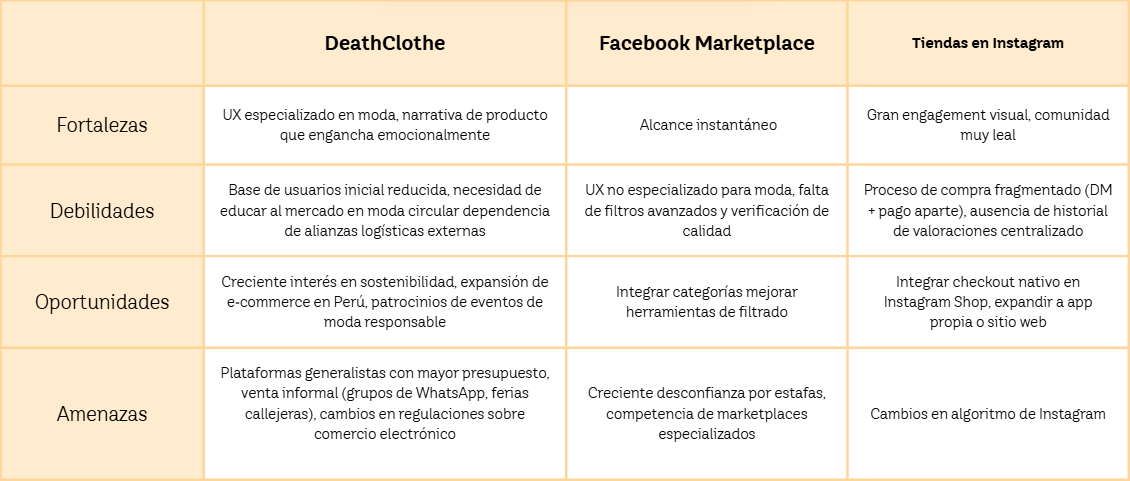 DeathClothe
Facebook Marketplace
Tiendas en Instagram
Fortalezas
UX especializado en moda, narrativa de producto
que engancha emocionalmente
Alcance instantáneo
Gran engagement visual, comunidad
muy leal
Debilidades
Base de usuarios inicial reducida, necesidad de
educar al mercado en moda circular dependencia
de alianzas logísticas externas
UX no especializado para moda, falta
de filtros avanzados y verificación de
calidad
Proceso de compra fragmentado (DM
+ pago aparte), ausencia de historial
de valoraciones centralizado
Oportunidades
Creciente interés en sostenibilidad, expansión de
e-commerce en Perú, patrocinios de eventos de
moda responsable
Integrar categorías mejorar
herramientas de filtrado
Integrar checkout nativo en
Instagram Shop, expandir a app
propia o sitio web
Amenazas
Plataformas generalistas con mayor presupuesto,
venta informal (grupos de WhatsApp, ferias
callejeras), cambios en regulaciones sobre
comercio electrónico
Creciente desconfianza por estafas,
competencia de marketplaces
especializados
Cambios en algoritmo de Instagram